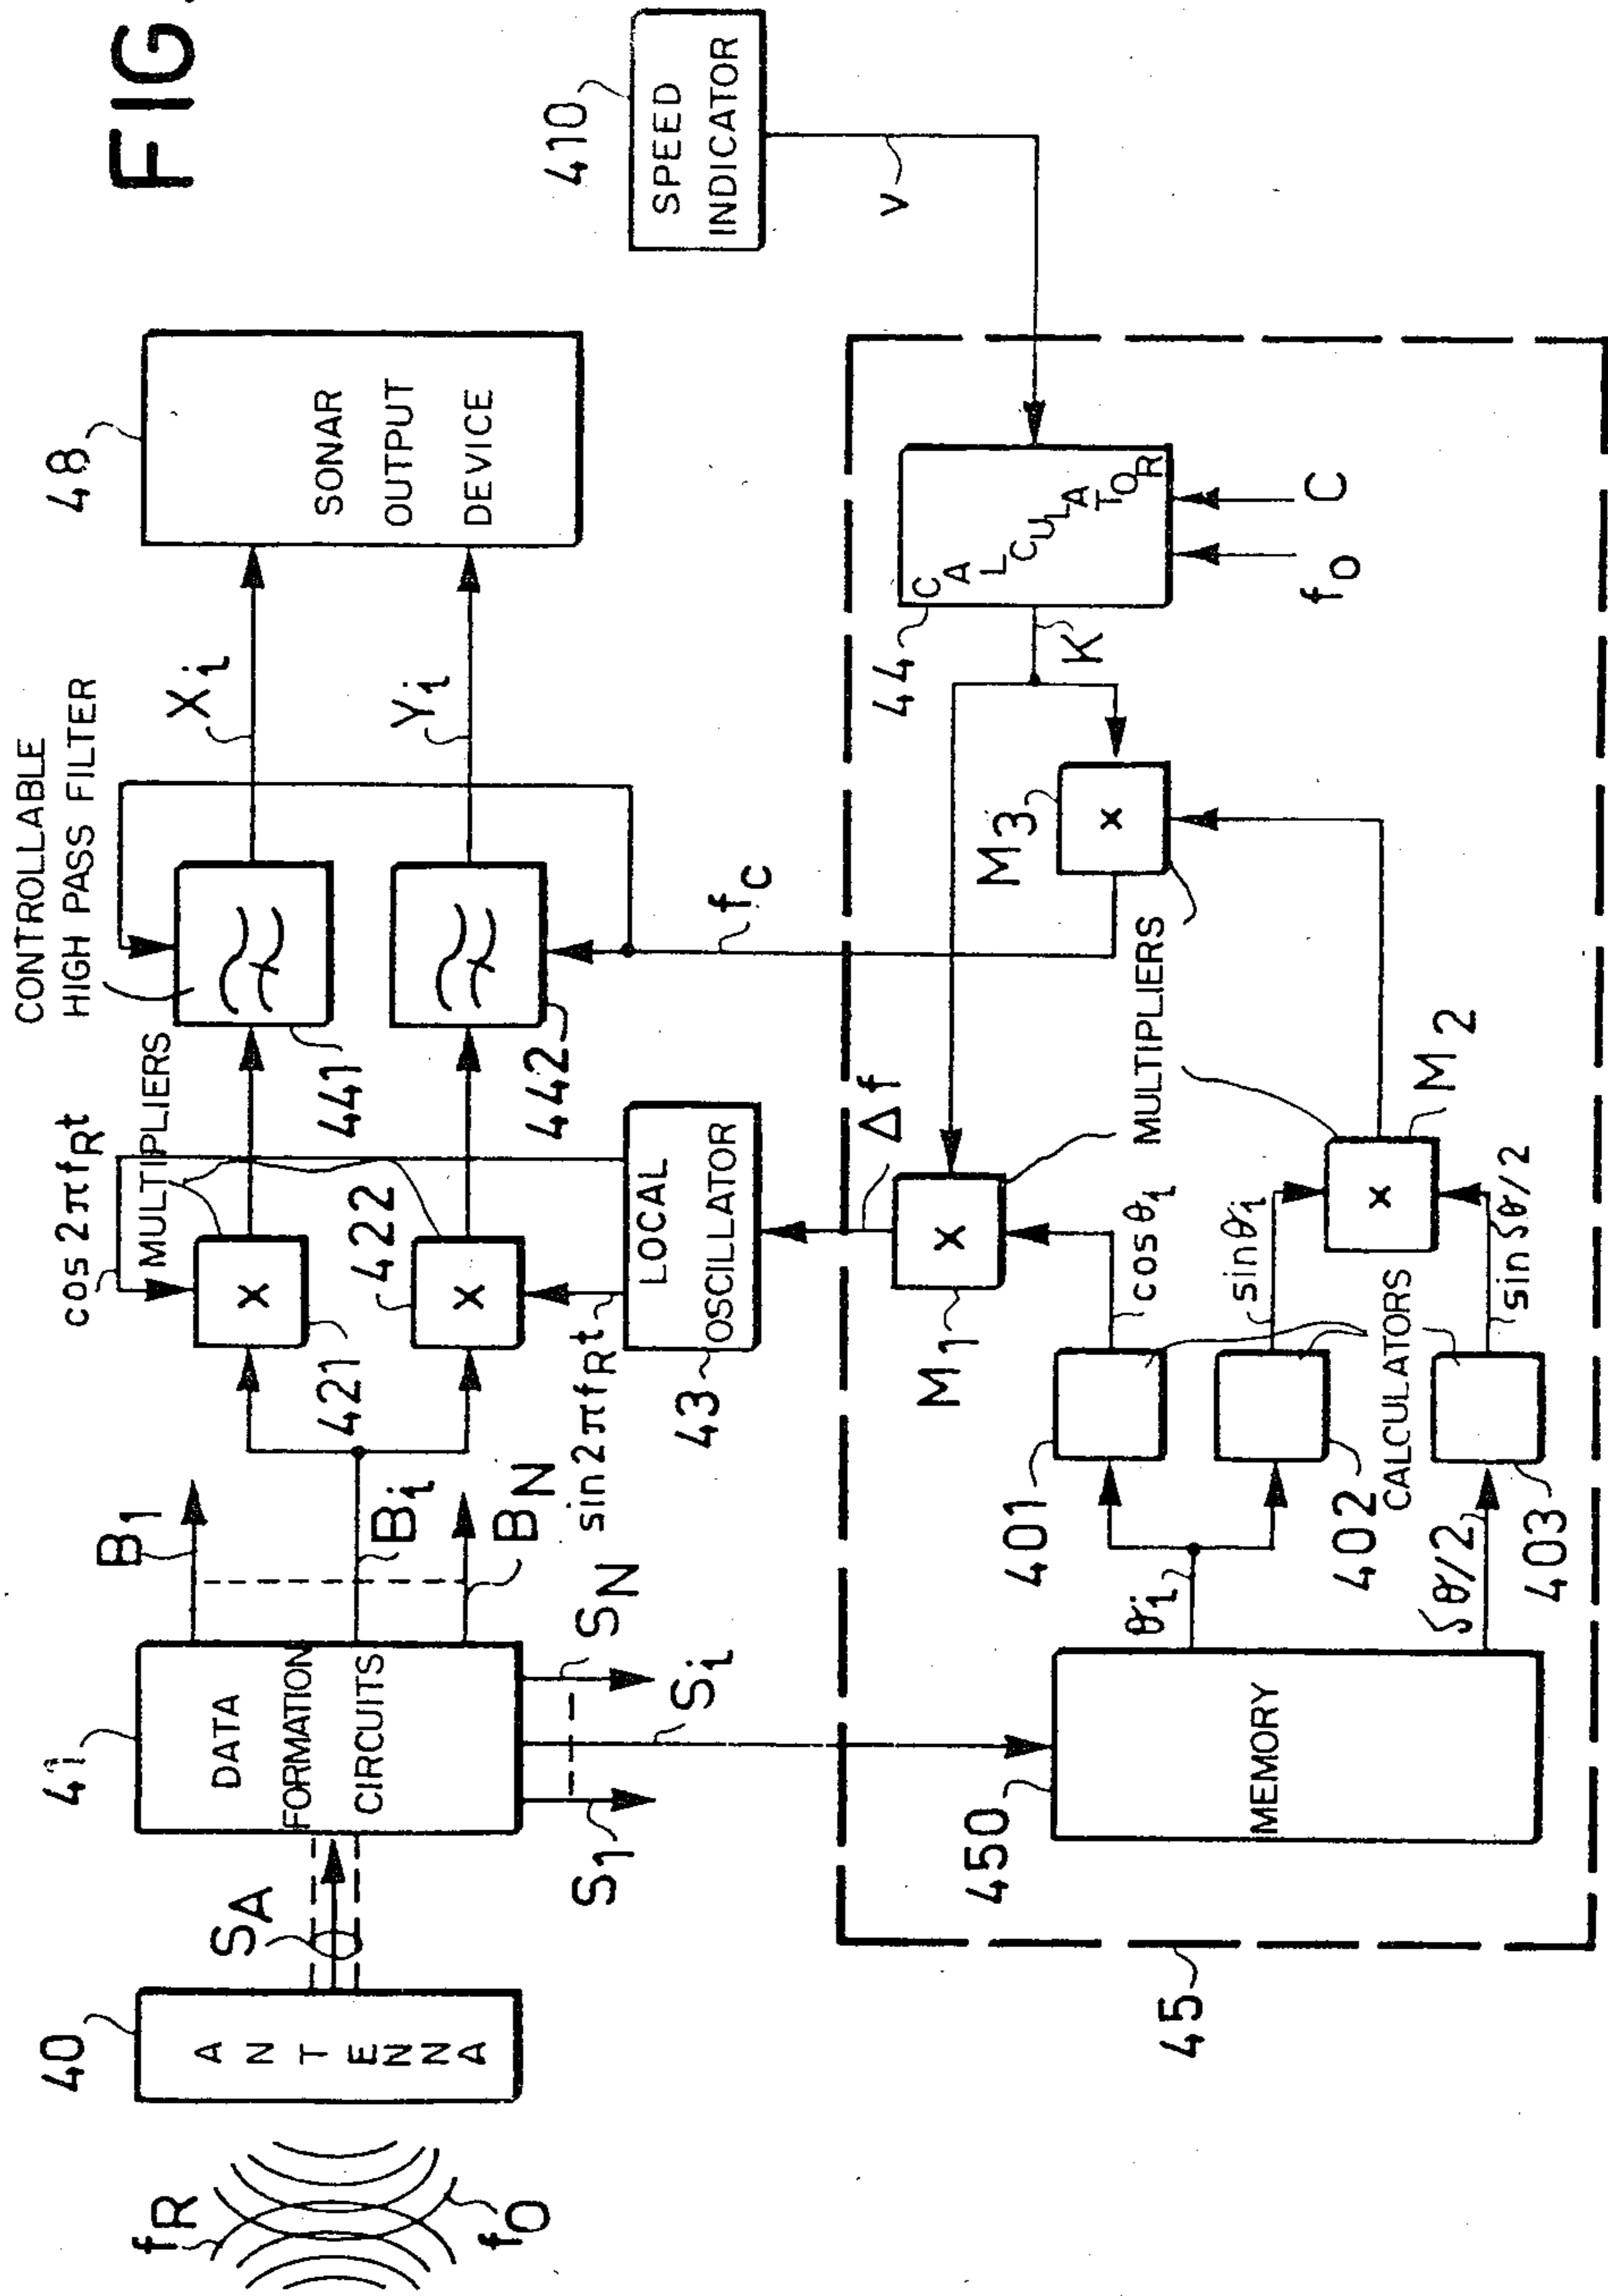 FIG.
40
ANTENNA
fR
fO
SA
41
DATA
FORMATION
CIRCUITS
B1
Bi
BN
S1
Si
SN
cos 2πfRt
MULTIPLIERS
421
422
sin 2πfRt
43
LOCAL
OSCILLATOR
CONTROLLABLE
HIGH PASS FILTER
441
442
Xi
Yi
fC
48
SONAR
OUTPUT
DEVICE
410
SPEED
INDICATOR
v
45
450
MEMORY
θi
δθ/2
401
402
403
CALCULATORS
cos θi
sin θi
sin δθ/2
M1
M2
M3
X
X
X
X
X
MULTIPLIERS
Δf
K
44
CALCULATOR
fO
C